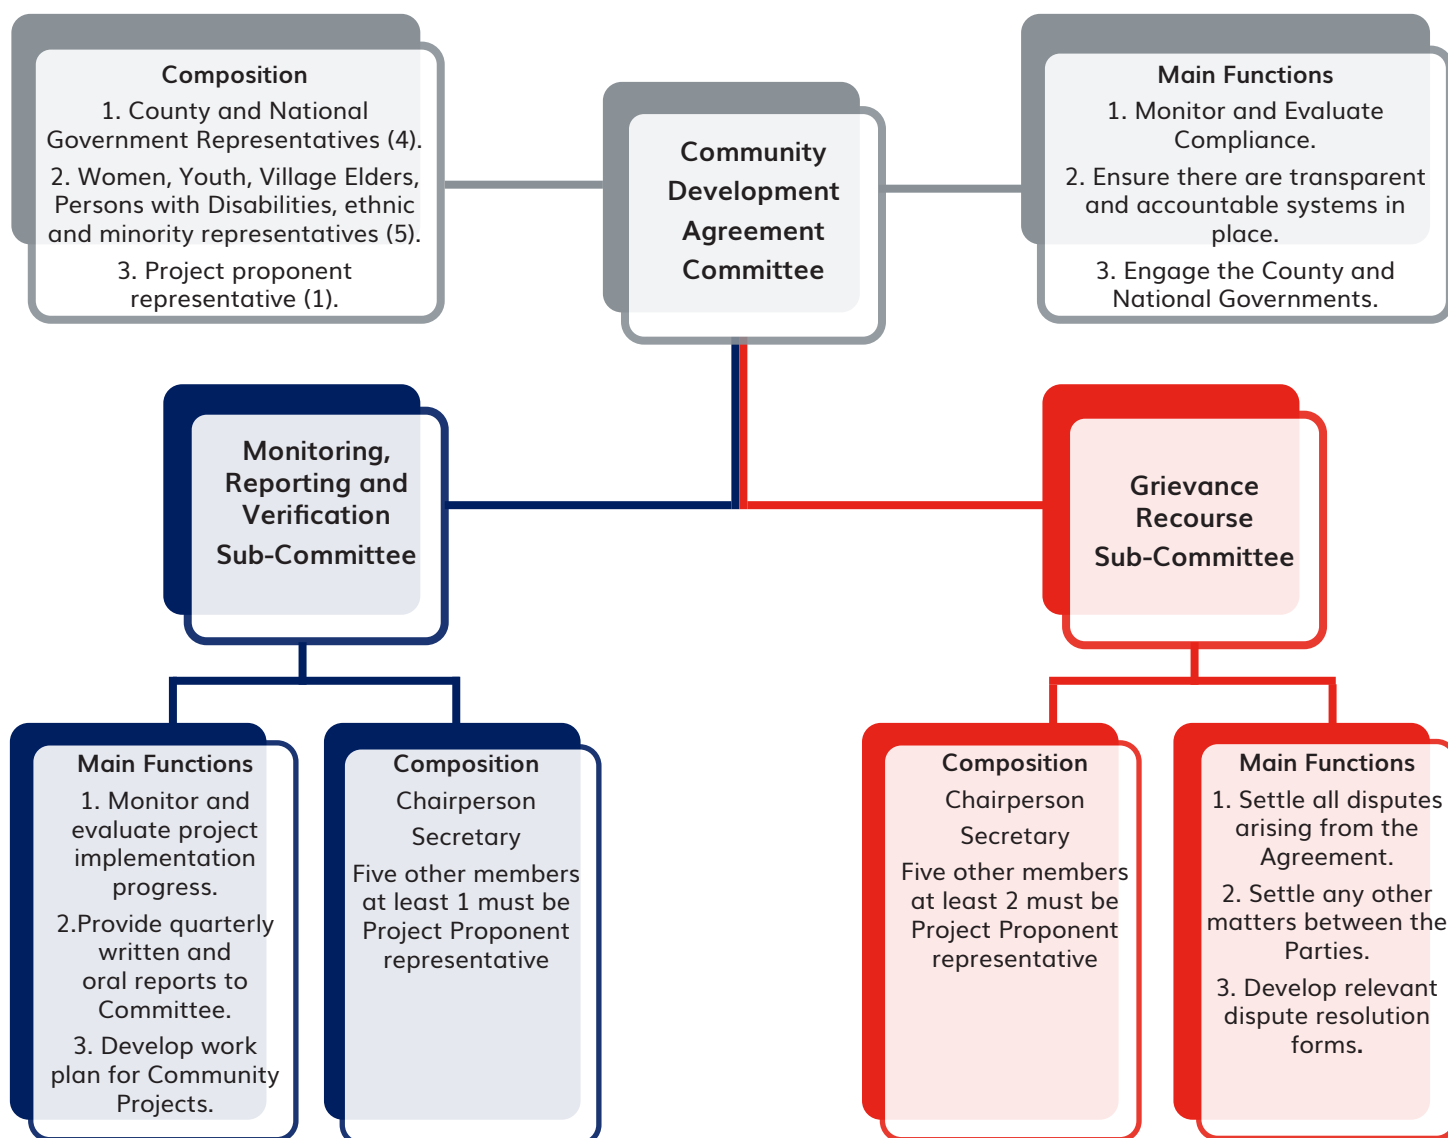 Composition
1. County and National
Government Representatives (4).
2. Women, Youth, Village Elders,
Persons with Disabilities, ethnic
and minority representatives (5).
3. Project proponent
representative (1).
Community
Development
Agreement
Committee
Main Functions
1. Monitor and Evaluate
Compliance.
2. Ensure there are transparent
and accountable systems in
place.
3. Engage the County and
National Governments.
Monitoring,
Reporting and
Verification
Sub-Committee
Grievance
Recourse
Sub-Committee
Main Functions
1. Monitor and
evaluate project
implementation
progress.
2.Provide quarterly
written and
oral reports to
Committee.
3. Develop work
plan for Community
Projects.
Composition
Chairperson
Secretary
Five other members
at least 1 must be
Project Proponent
representative
Composition
Chairperson
Secretary
Five other members
at least 2 must be
Project Proponent
representative
Main Functions
1. Settle all disputes
arising from the
Agreement.
2. Settle any other
matters between the
Parties.
3. Develop relevant
dispute resolution
forms.